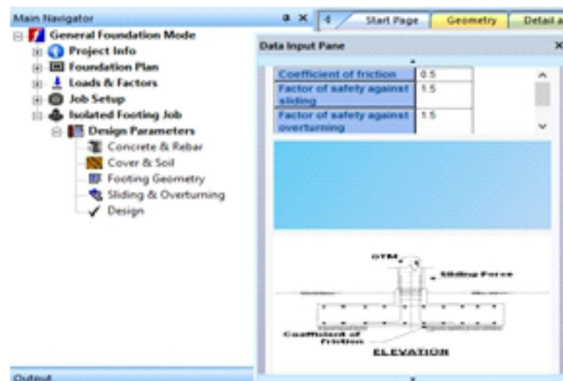 Main Navigator
General Foundation Mode
Project Info
Foundation Plan
Loads & Factors
Job Setup
Isolated Footing Job
Design Parameters
Concrete & Rebar
Cover & Soil
Footing Geometry
Sliding & Overturning
Design
Output
Start Page
Geometry
Detail a
Data Input Pane
Coefficient of friction 0.5
Factor of safety against sliding 1.5
Factor of safety against overturning 1.5
OTM
Sliding Force
Coefficient of
Friction
ELEVATION